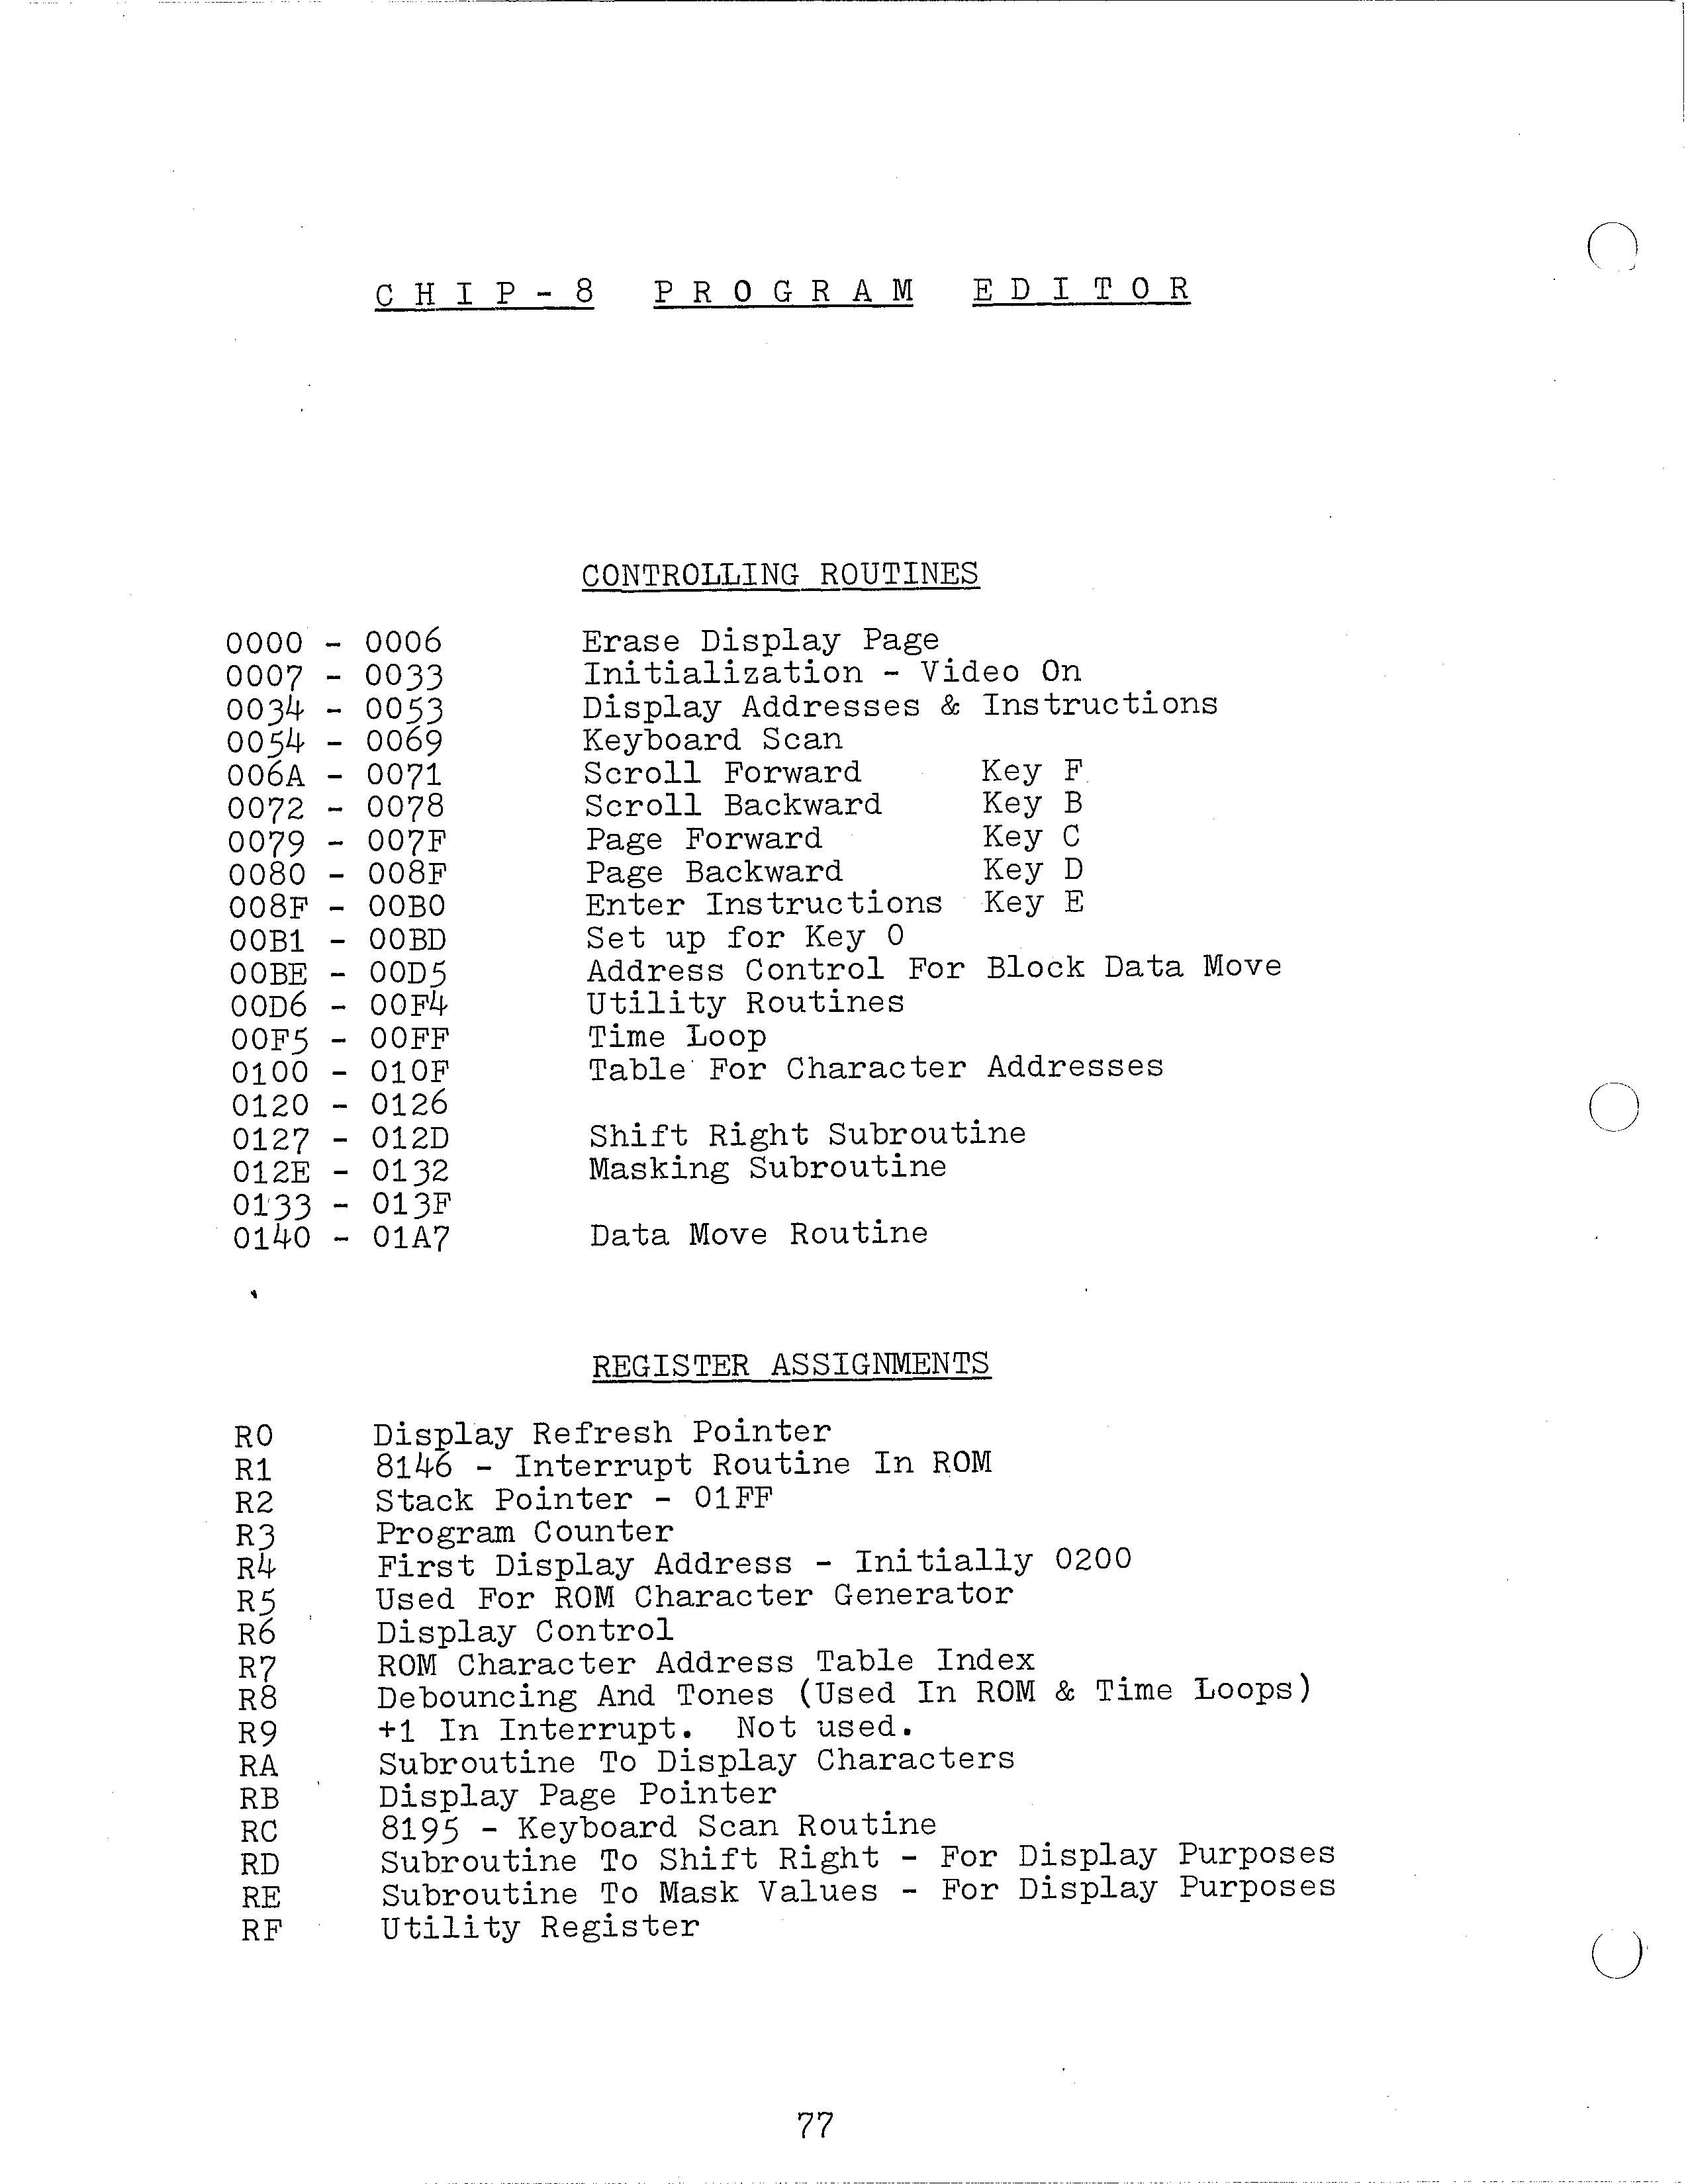 CHIP-8 PROGRAM EDITOR
CONTROLLING ROUTINES
0000 - 0006 Erase Display Page
0007 - 0033 Initialization - Video On
0034 - 0053 Display Addresses & Instructions
0054 - 0069 Keyboard Scan
006A - 0071 Scroll Forward Key F
0072 - 0078 Scroll Backward Key B
0079 - 007F Page Forward Key C
0080 - 008F Page Backward Key D
008F - 00B0 Enter Instructions Key E
00B1 - 00BD Set up for Key 0
00BE - 00D5 Address Control For Block Data Move
00D6 - 00F4 Utility Routines
00F5 - 00FF Time Loop
0100 - 010F Table For Character Addresses
0120 - 0126
0127 - 012D Shift Right Subroutine
012E - 0132 Masking Subroutine
0133 - 013F
0140 - 01A7 Data Move Routine
REGISTER ASSIGNMENTS
R0 Display Refresh Pointer
R1 8146 - Interrupt Routine In ROM
R2 Stack Pointer - 01FF
R3 Program Counter
R4 First Display Address - Initially 0200
R5 Used For ROM Character Generator
R6 Display Control
R7 ROM Character Address Table Index
R8 Debouncing And Tones (Used In ROM & Time Loops)
R9 +1 In Interrupt. Not used.
RA Subroutine To Display Characters
RB Display Page Pointer
RC 8195 - Keyboard Scan Routine
RD Subroutine To Shift Right - For Display Purposes
RE Subroutine To Mask Values - For Display Purposes
RF Utility Register
77